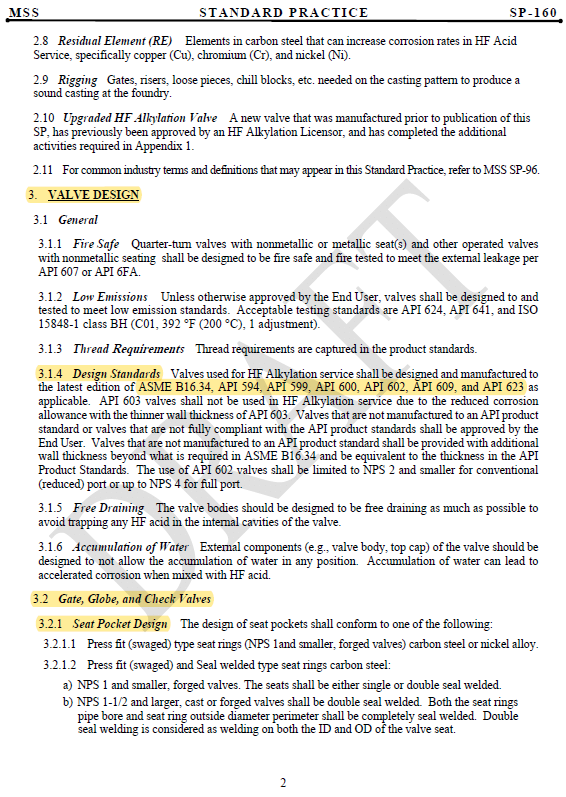 MSS STANDARD PRACTICE SP-160
2.8 Residual Element (RE) Elements in carbon steel that can increase corrosion rates in HF Acid
Service, specifically copper (Cu), chromium (Cr), and nickel (Ni).
2.9 Rigging Gates, risers, loose pieces, chill blocks, etc. needed on the casting pattern to produce a
sound casting at the foundry.
2.10 Upgraded HF Alkylation Valve A new valve that was manufactured prior to publication of this
SP, has previously been approved by an HF Alkylation Licensor, and has completed the additional
activities required in Appendix 1.
2.11 For common industry terms and definitions that may appear in this Standard Practice, refer to MSS SP-96.
3. VALVE DESIGN
3.1 General
3.1.1 Fire Safe Quarter-turn valves with nonmetallic or metallic seat(s) and other operated valves
with nonmetallic seating shall be designed to be fire safe and fire tested to meet the external leakage per
API 607 or API 6FA.
3.1.2 Low Emissions Unless otherwise approved by the End User, valves shall be designed to and
tested to meet low emission standards. Acceptable testing standards are API 624, API 641, and ISO
15848-1 class BH (C01, 392 °F (200 °C), 1 adjustment).
3.1.3 Thread Requirements Thread requirements are captured in the product standards.
3.1.4 Design Standards Valves used for HF Alkylation service shall be designed and manufactured to
the latest edition of ASME B16.34, API 594, API 599, API 600, API 602, API 609, and API 623 as
applicable. API 603 valves shall not be used in HF Alkylation service due to the reduced corrosion
allowance with the thinner wall thickness of API 603. Valves that are not manufactured to an API product
standard or valves that are not fully compliant with the API product standards shall be approved by the
End User. Valves that are not manufactured to an API product standard shall be provided with additional
wall thickness beyond what is required in ASME B16.34 and be equivalent to the thickness in the API
Product Standards. The use of API 602 valves shall be limited to NPS 2 and smaller for conventional
(reduced) port or up to NPS 4 for full port.
3.1.5 Free Draining The valve bodies should be designed to be free draining as much as possible to
avoid trapping any HF acid in the internal cavities of the valve.
3.1.6 Accumulation of Water External components (e.g., valve body, top cap) of the valve should be
designed to not allow the accumulation of water in any position. Accumulation of water can lead to
accelerated corrosion when mixed with HF acid.
3.2 Gate, Globe, and Check Valves
3.2.1 Seat Pocket Design The design of seat pockets shall conform to one of the following:
3.2.1.1 Press fit (swaged) type seat rings (NPS 1and smaller, forged valves) carbon steel or nickel alloy.
3.2.1.2 Press fit (swaged) and Seal welded type seat rings carbon steel:
a) NPS 1 and smaller, forged valves. The seats shall be either single or double seal welded.
b) NPS 1-1/2 and larger, cast or forged valves shall be double seal welded. Both the seat rings
pipe bore and seat ring outside diameter perimeter shall be completely seal welded. Double
seal welding is considered as welding on both the ID and OD of the valve seat.
2
DRAFT